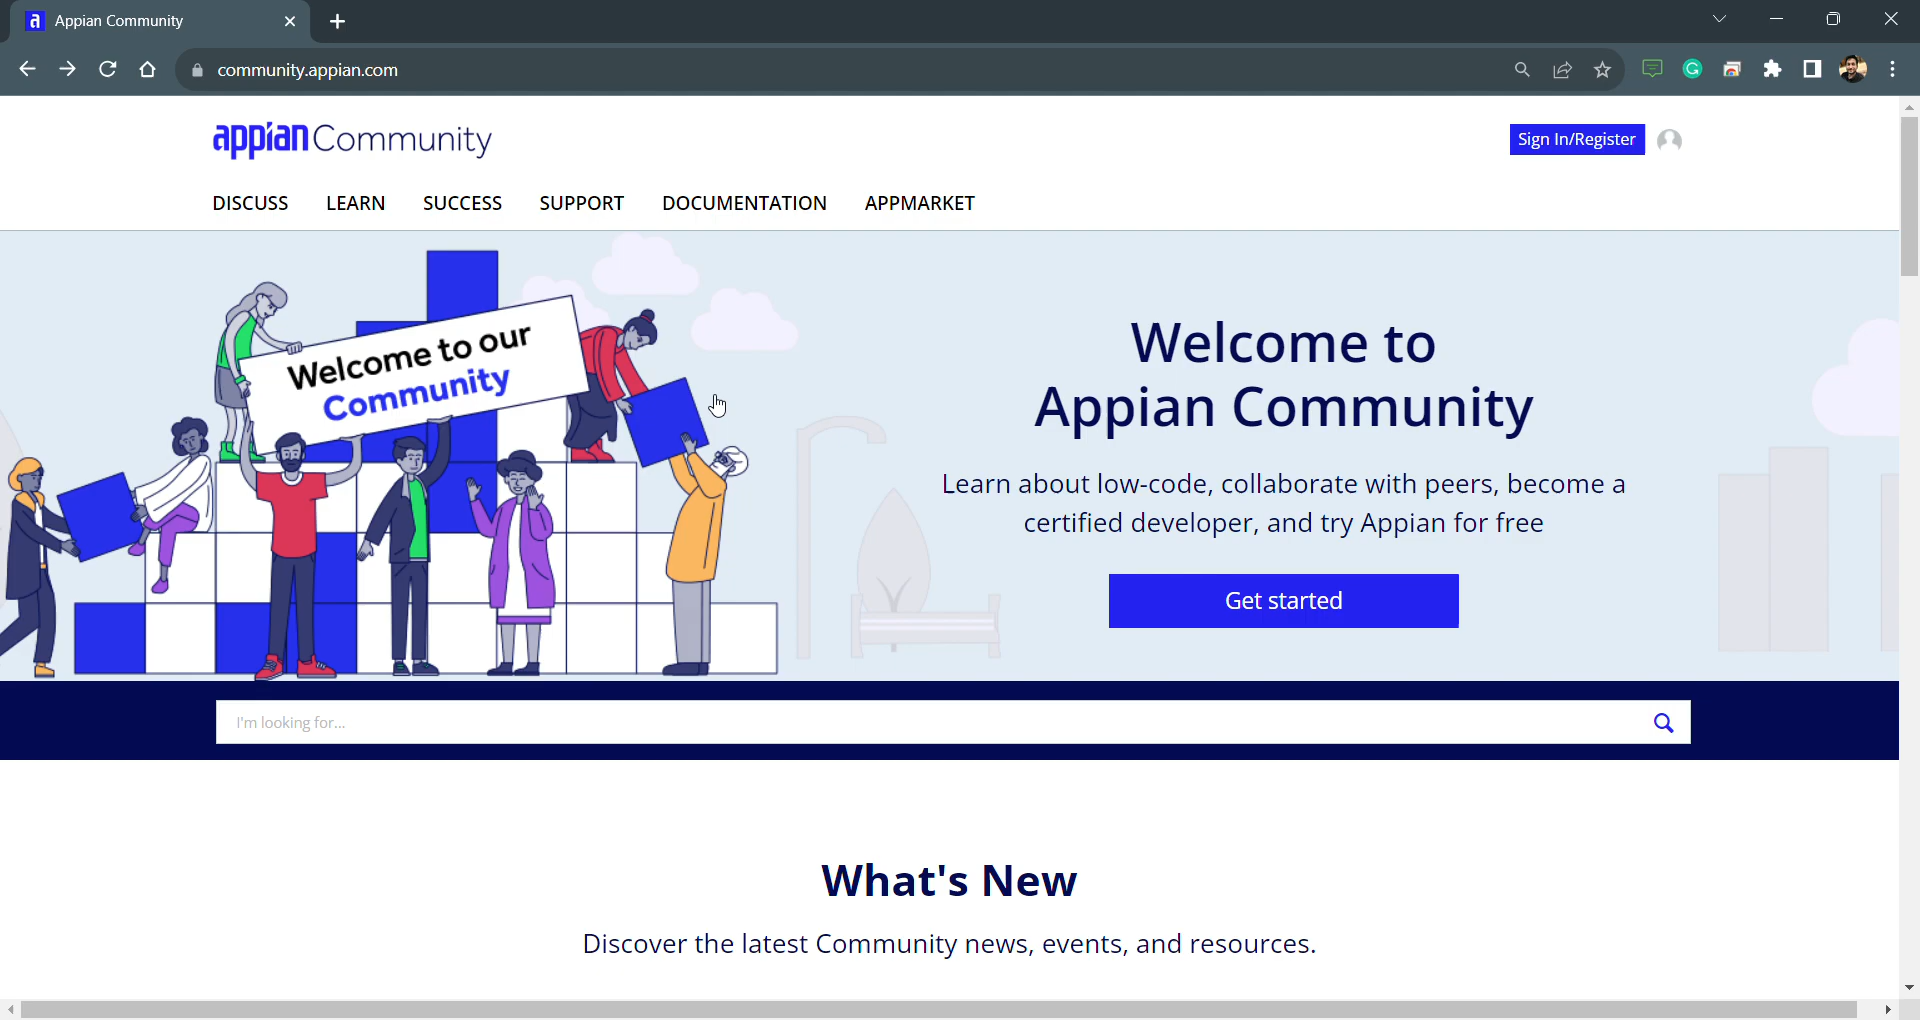 a Appian Community
community.appian.com
appian Community
Sign In/Register
DISCUSS LEARN SUCCESS SUPPORT DOCUMENTATION APPMARKET
Welcome to our
Community
Welcome to
Appian Community
Learn about low-code, collaborate with peers, become a
certified developer, and try Appian for free
Get started
I'm looking for...
What's New
Discover the latest Community news, events, and resources.